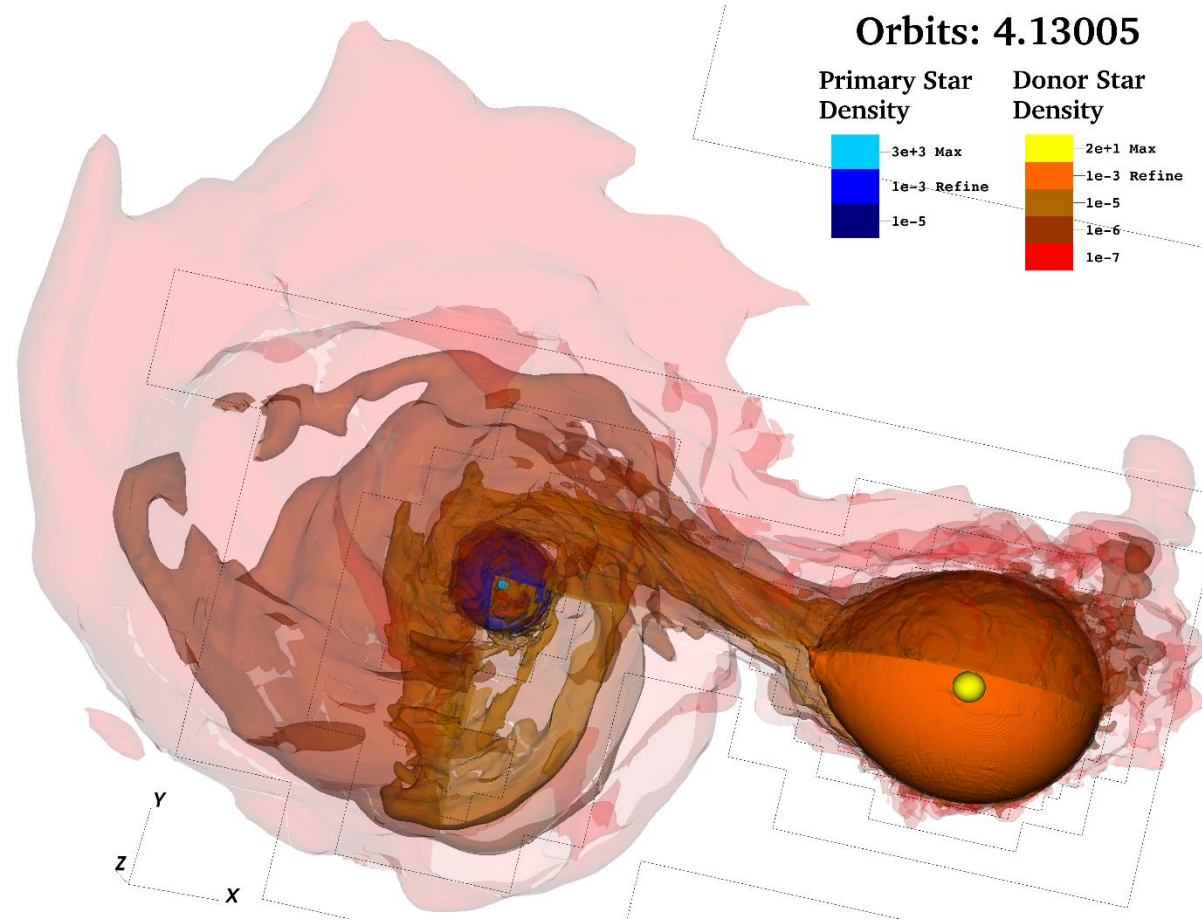 Orbits: 4.13005
Primary Star
Density
3e+3 Max
1e-3 Refine
1e-5
Donor Star
Density
2e+1 Max
1e-3 Refine
1e-5
1e-6
1e-7
Y
Z
X